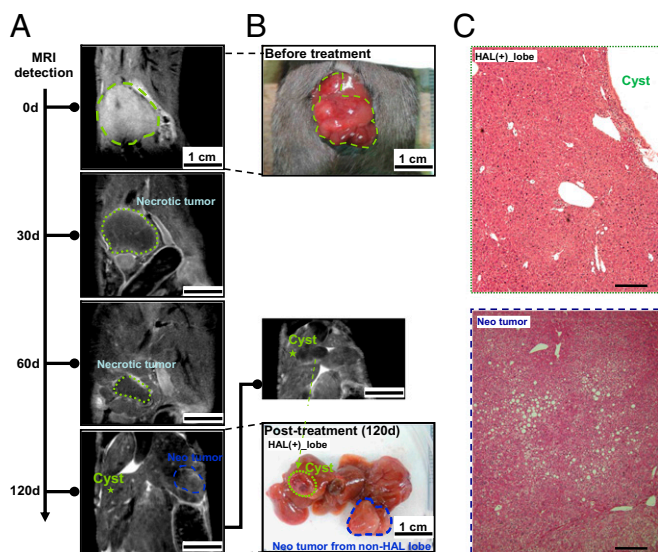 A
B
C
MRI
detection
0d
30d
60d
120d
1 cm
Necrotic tumor
Necrotic tumor
Cyst
Neo tumor
Before treatment
1 cm
Cyst
Post-treatment (120d)
HAL(+)_lobe
Cyst
1 cm
Neo tumor from non-HAL lobe
HAL(+)_lobe
Cyst
Neo tumor